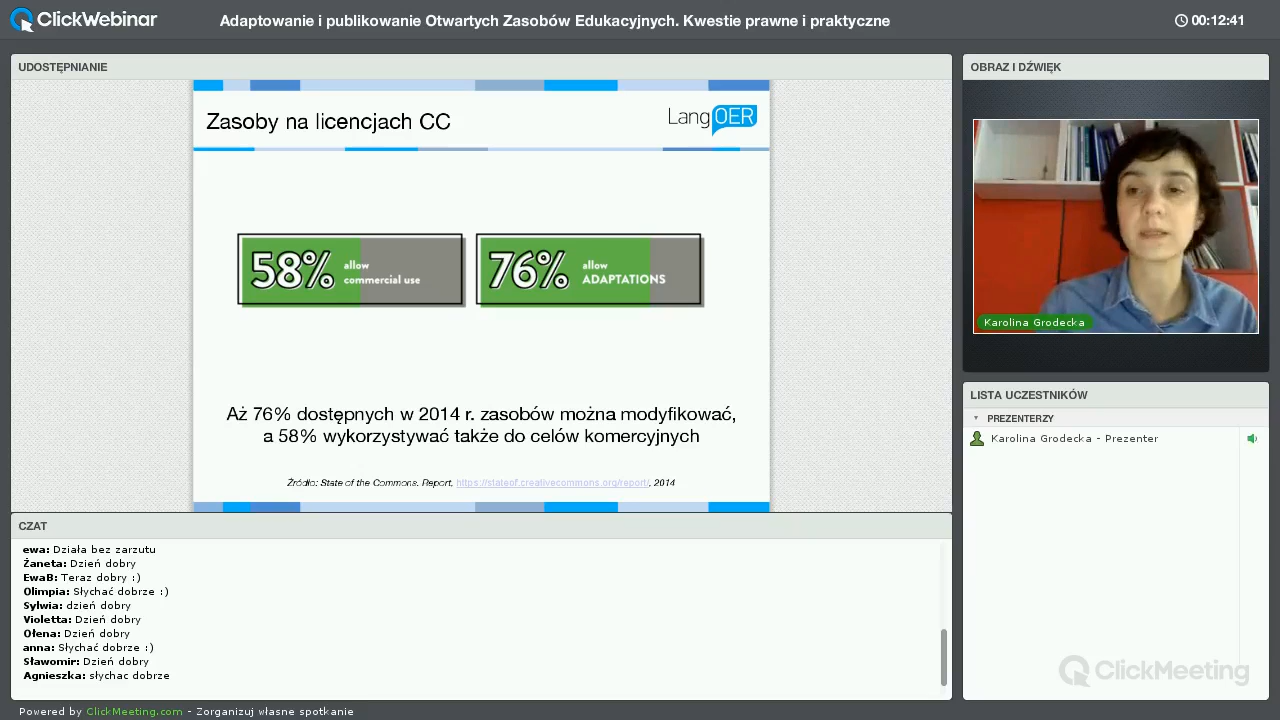 ClickWebinar
Adaptowanie i publikowanie Otwartych Zasobów Edukacyjnych. Kwestie prawne i praktyczne
00:12:41
UDOSTĘPNIANIE
Zasoby na licencjach CC
LangOER
58% allow
commercial use
76% allow
ADAPTATIONS
Aż 76% dostępnych w 2014 r. zasobów można modyfikować,
a 58% wykorzystywać także do celów komercyjnych
Źródło: State of the Commons. Report, https://stateof.creativecommons.org/report/, 2014
OBRAZ I DŹWIĘK
Karolina Grodecka
LISTA UCZESTNIKÓW
PREZENTERZY
Karolina Grodecka - Prezenter
CZAT
ewa: Działa bez zarzutu
Żaneta: Dzień dobry
EwaB: Teraz dobry :)
Olimpia: Słychać dobrze :)
Sylwia: dzień dobry
Violetta: Dzień dobry
Ołena: Dzień dobry
anna: Słychać dobrze :)
Sławomir: Dzień dobry
Agnieszka: słychac dobrze
ClickMeeting
Powered by ClickMeeting.com - Zorganizuj własne spotkanie